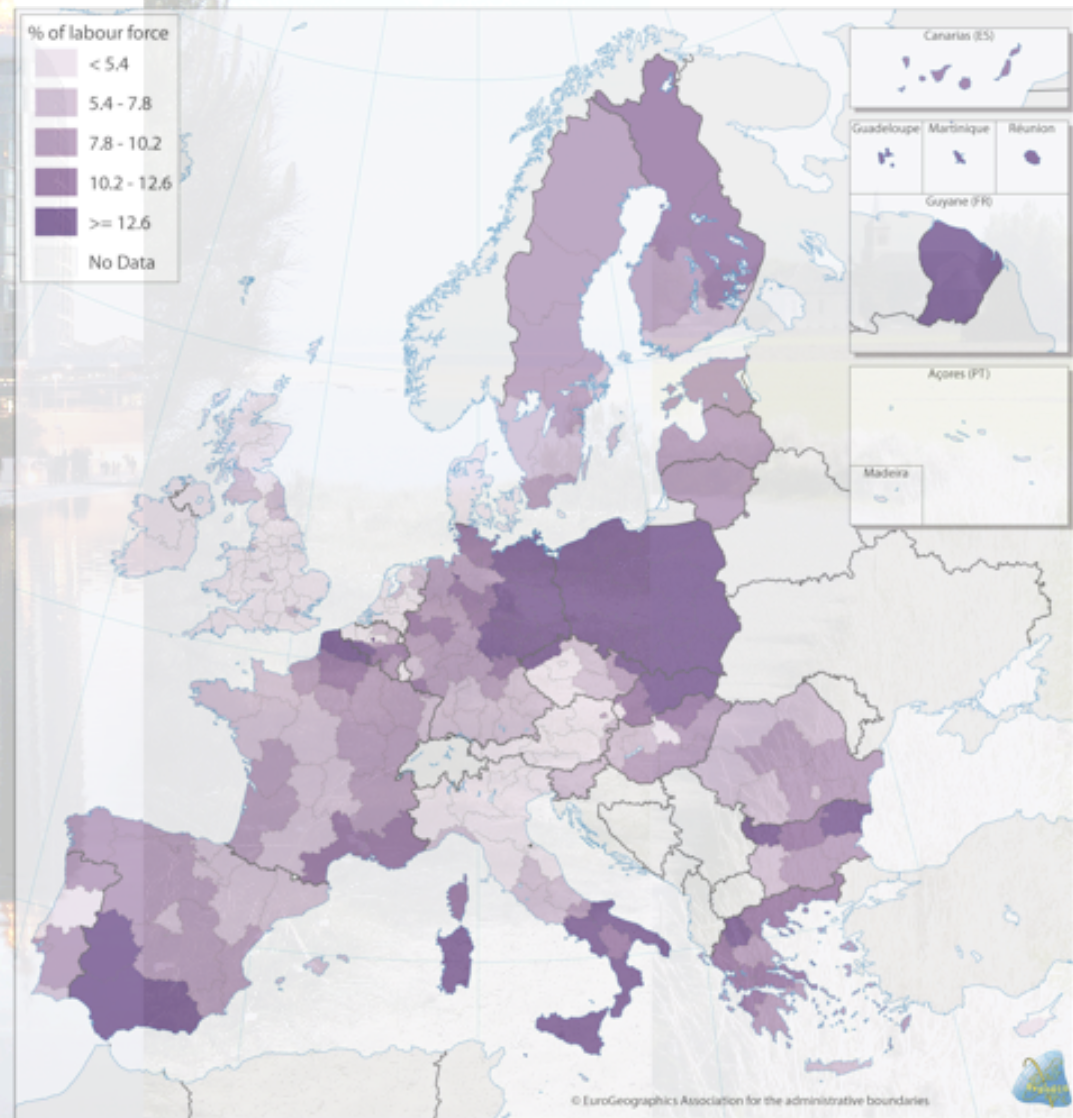 % of labour force
< 5.4
5.4 - 7.8
7.8 - 10.2
10.2 - 12.6
>= 12.6
No Data
Canarias (ES)
Guadeloupe
Martinique
Réunion
Guyane (FR)
Açores (PT)
Madeira
© EuroGeographics Association for the administrative boundaries